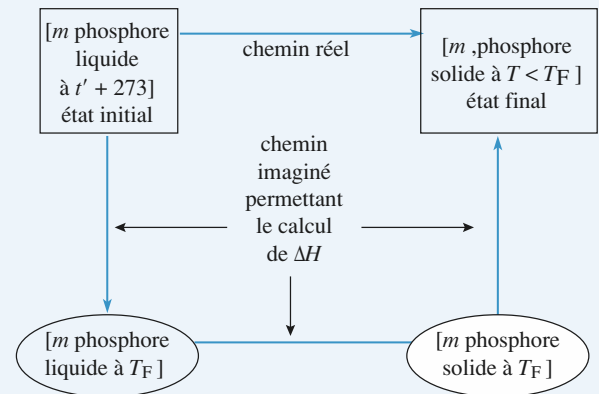 [m phosphore
liquide
à t′ + 273]
état initial
chemin réel
[m ,phosphore
solide à T < TF ]
état final
chemin
imaginé
permettant
le calcul
de ΔH
[m phosphore
liquide à TF ]
[m phosphore
solide à TF ]